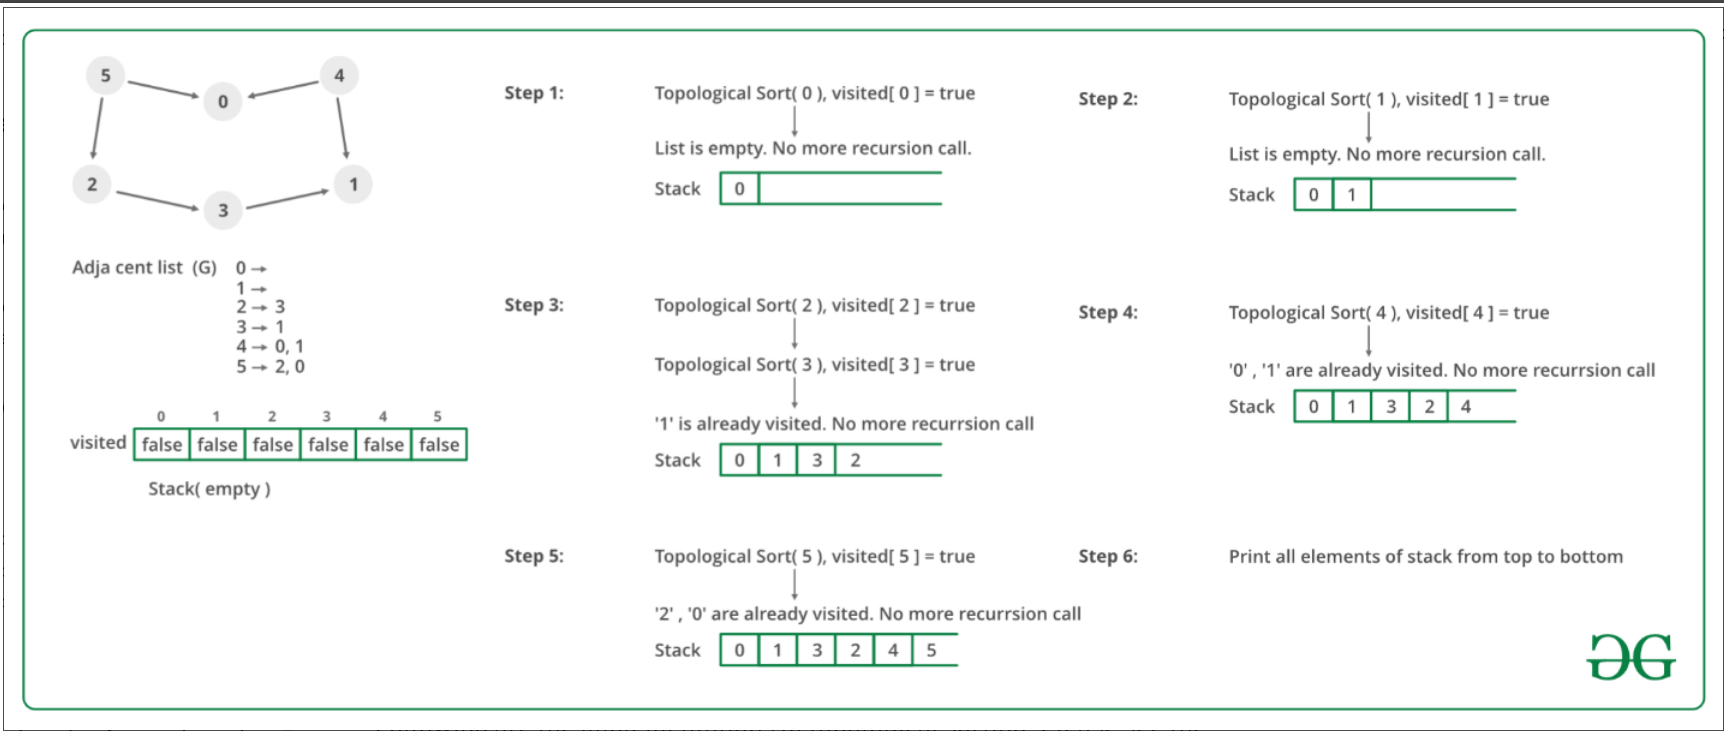 5
4
0
2
1
3
Adja cent list (G) 0 →
1 →
2 → 3
3 → 1
4 → 0, 1
5 → 2, 0
0 1 2 3 4 5
visited false false false false false false
Stack( empty )
Step 1: Topological Sort( 0 ), visited[ 0 ] = true
List is empty. No more recursion call.
Stack 0
Step 2: Topological Sort( 1 ), visited[ 1 ] = true
List is empty. No more recursion call.
Stack 0 1
Step 3: Topological Sort( 2 ), visited[ 2 ] = true
Topological Sort( 3 ), visited[ 3 ] = true
'1' is already visited. No more recurrsion call
Stack 0 1 3 2
Step 4: Topological Sort( 4 ), visited[ 4 ] = true
'0' , '1' are already visited. No more recurrsion call
Stack 0 1 3 2 4
Step 5: Topological Sort( 5 ), visited[ 5 ] = true
'2' , '0' are already visited. No more recurrsion call
Stack 0 1 3 2 4 5
Step 6: Print all elements of stack from top to bottom